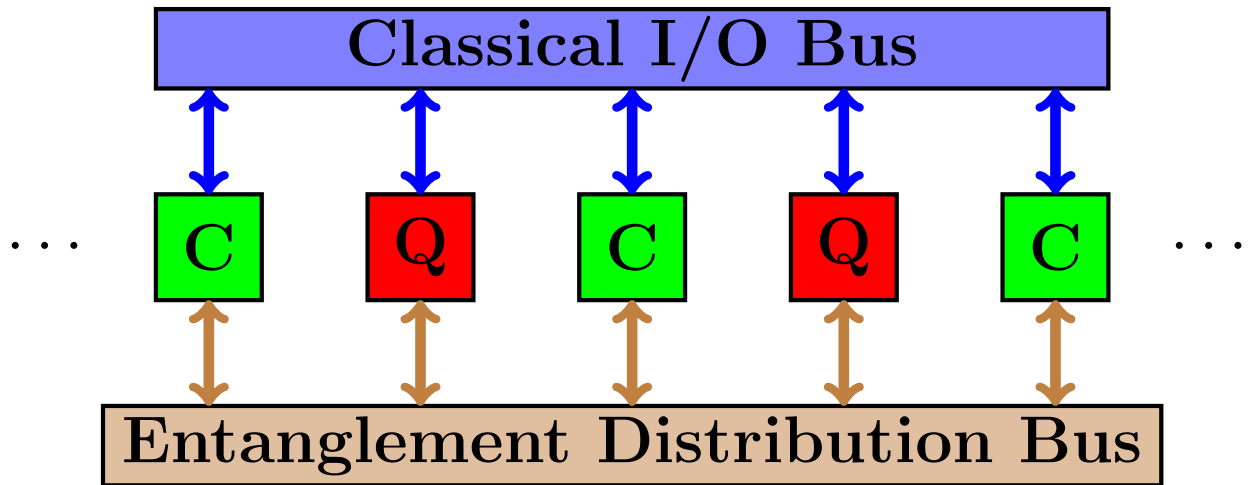 Classical I/O Bus
... C Q C Q C ...
Entanglement Distribution Bus